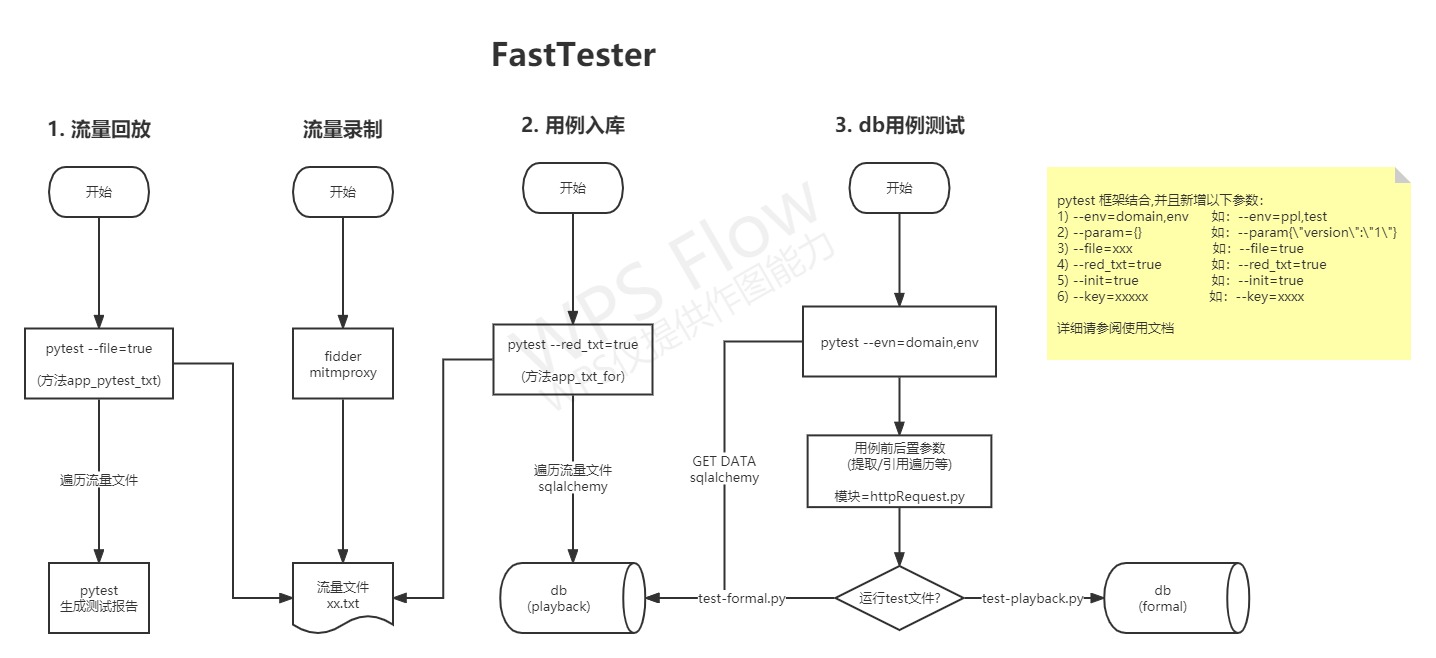 FastTester
1. 流量回放
流量录制
2. 用例入库
3. db用例测试
开始
开始
开始
开始
pytest 框架结合,并且新增以下参数:
1) --env=domain,env 如: --env=ppl,test
2) --param={} 如: --param{\"version\":\"1\"}
3) --file=xxx 如: --file=true
4) --red_txt=true 如: --red_txt=true
5) --init=true 如: --init=true
6) --key=xxxxx 如: --key=xxxx
详细请参阅使用文档
WPS Flow
WPS仅提供作图能力
pytest --file=true
(方法app_pytest_txt)
fidder
mitmproxy
pytest --red_txt=true
(方法app_txt_for)
pytest --evn=domain,env
遍历流量文件
遍历流量文件
sqlalchemy
GET DATA
sqlalchemy
用例前后置参数
(提取/引用遍历等)
模块=httpRequest.py
pytest
生成测试报告
流量文件
xx.txt
db
(playback)
test-formal.py
运行test文件?
test-playback.py
db
(formal)